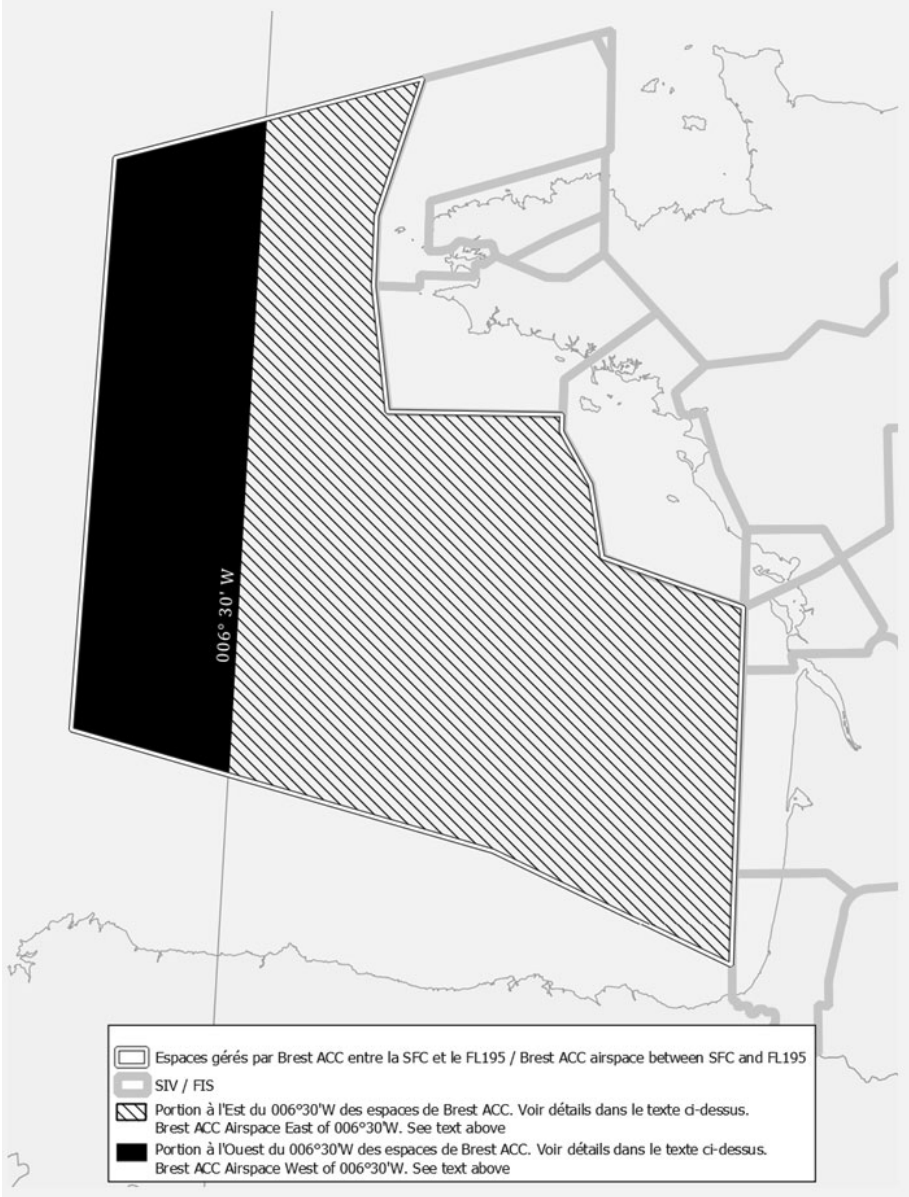 006° 30' W
Espaces gérés par Brest ACC entre la SFC et le FL195 / Brest ACC airspace between SFC and FL195
SIV / FIS
Portion à l'Est du 006°30'W des espaces de Brest ACC. Voir détails dans le texte ci-dessus.
Brest ACC Airspace East of 006°30'W. See text above
Portion à l'Ouest du 006°30'W des espaces de Brest ACC. Voir détails dans le texte ci-dessus.
Brest ACC Airspace West of 006°30'W. See text above